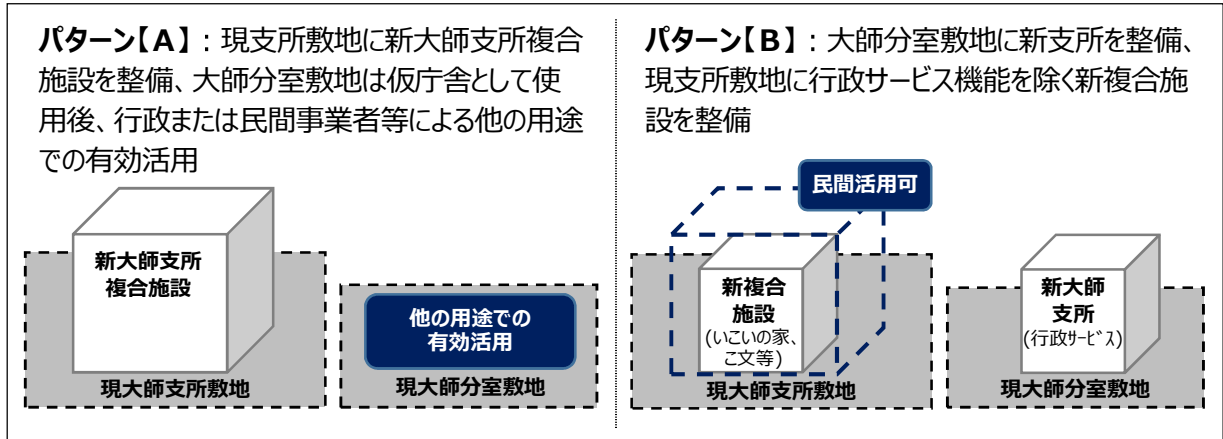 パターン【A】：現支所敷地に新大師支所複合
施設を整備、大師分室敷地は仮庁舎として使
用後、行政または民間事業者等による他の用途
での有効活用
新大師支所
複合施設
現大師支所敷地
他の用途での
有効活用
現大師分室敷地
パターン【B】：大師分室敷地に新支所を整備、
現支所敷地に行政サービス機能を除く新複合施
設を整備
民間活用可
新複合
施設
(いこいの家、
こ文等)
現大師支所敷地
新大師
支所
(行政ｻｰﾋﾞｽ)
現大師分室敷地